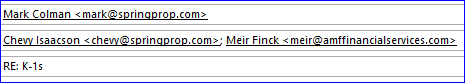 Mark Colman <mark@springprop.com>
Chevy Isaacson <chevy@springprop.com>; Meir Finck <meir@amffinancialservices.com>
RE: K-1s